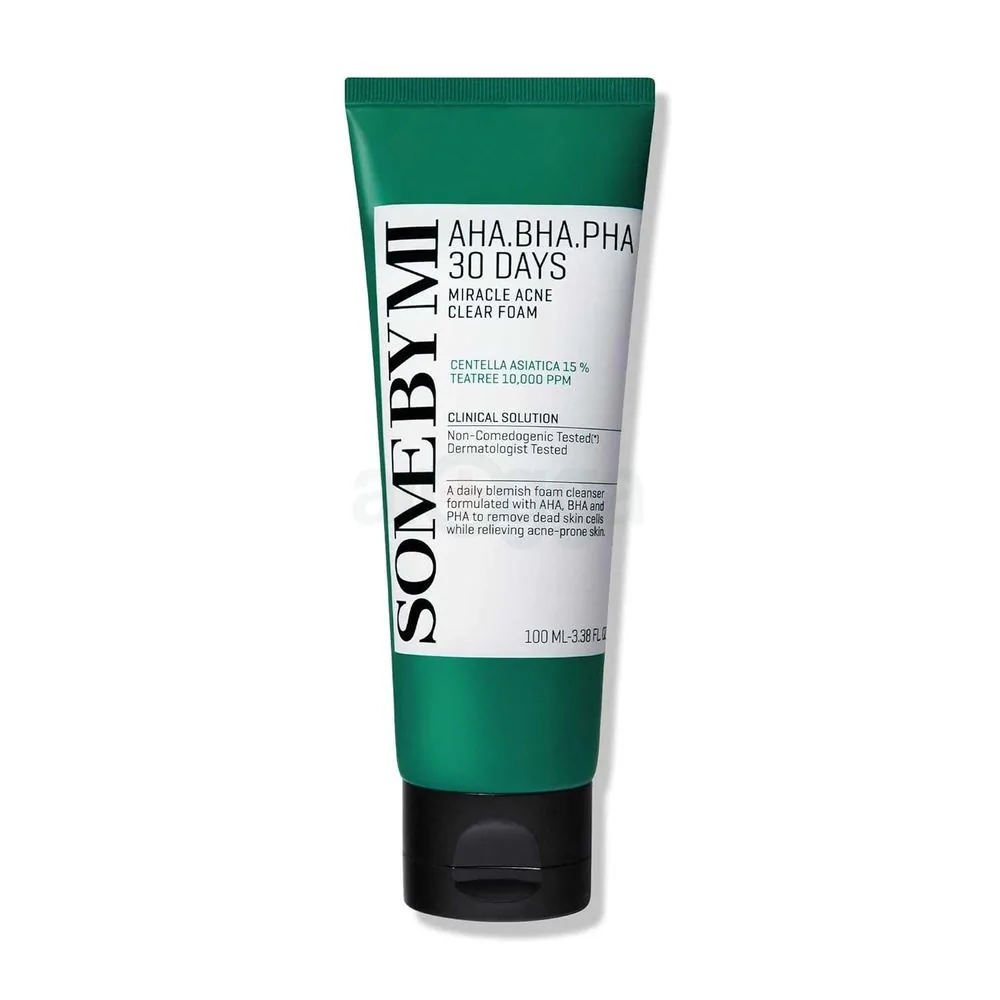 SOME BY MI
AHA.BHA.PHA
30 DAYS
MIRACLE ACNE
CLEAR FOAM
CENTELLA ASIATICA 15 %
TEATREE 10,000 PPM
CLINICAL SOLUTION
Non-Comedogenic Tested(*)
Dermatologist Tested
A daily blemish foam cleanser
formulated with AHA, BHA and
PHA to remove dead skin cells
while relieving acne-prone skin.
100 ML-3.38 FL